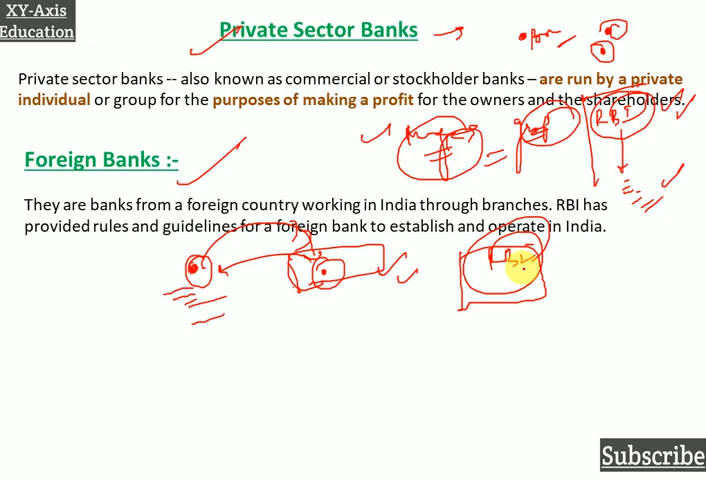 XY-Axis
Education
Private Sector Banks
Private sector banks -- also known as commercial or stockholder banks – are run by a private
individual or group for the purposes of making a profit for the owners and the shareholders.
RBI
Foreign Banks :-
They are banks from a foreign country working in India through branches. RBI has
provided rules and guidelines for a foreign bank to establish and operate in India.
Subscribe